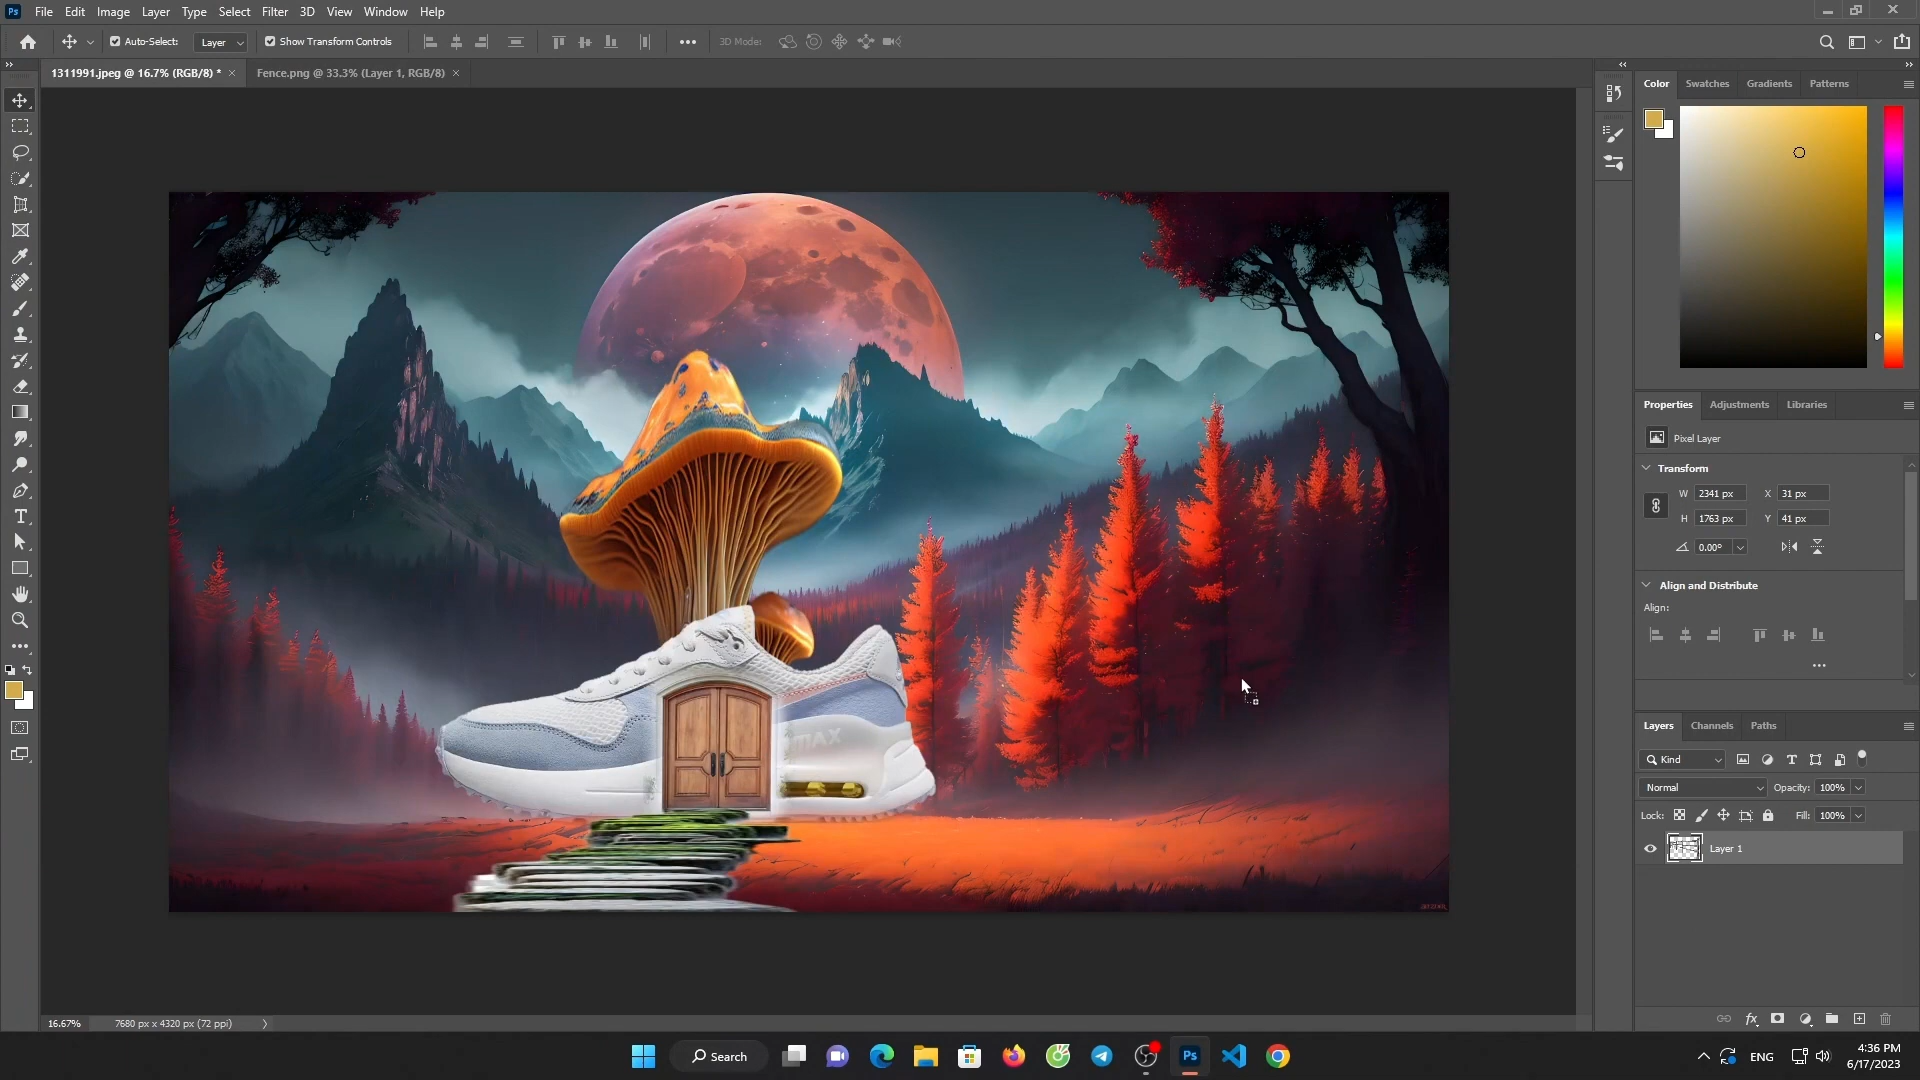 Ps File Edit Image Layer Type Select Filter 3D View Window Help
Auto-Select: Layer Show Transform Controls 3D Mode:
1311991.jpeg @ 16.7% (RGB/8) * × Fence.png @ 33.3% (Layer 1, RGB/8) ×
Color Swatches Gradients Patterns
Properties Adjustments Libraries
Pixel Layer
Transform
W 2341 px X 31 px
H 1763 px Y 41 px
0.00°
Align and Distribute
Align:
Layers Channels Paths
Kind
Normal Opacity: 100%
Lock: Fill: 100%
Layer 1
MAX
16.67% 7680 px x 4320 px (72 ppi)
Search
Ps
ENG
4:36 PM
6/17/2023